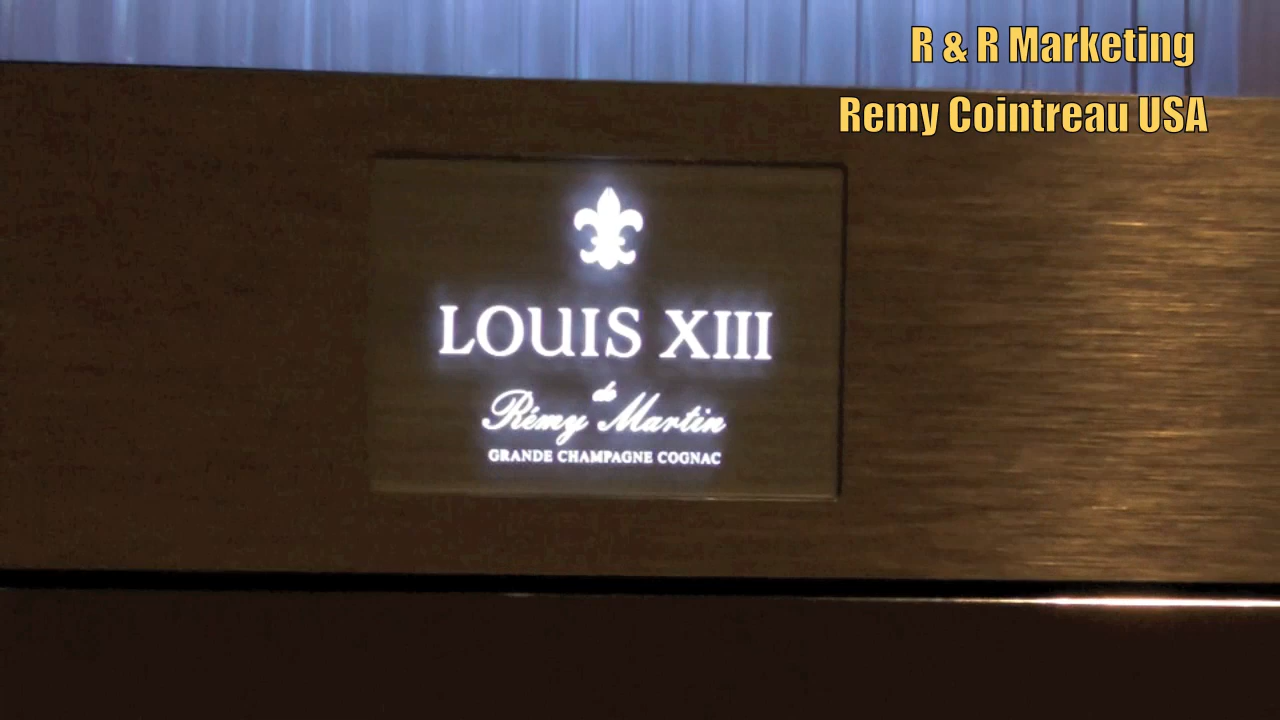 R & R Marketing
Remy Cointreau USA
LOUIS XIII
de
Rémy Martin
GRANDE CHAMPAGNE COGNAC